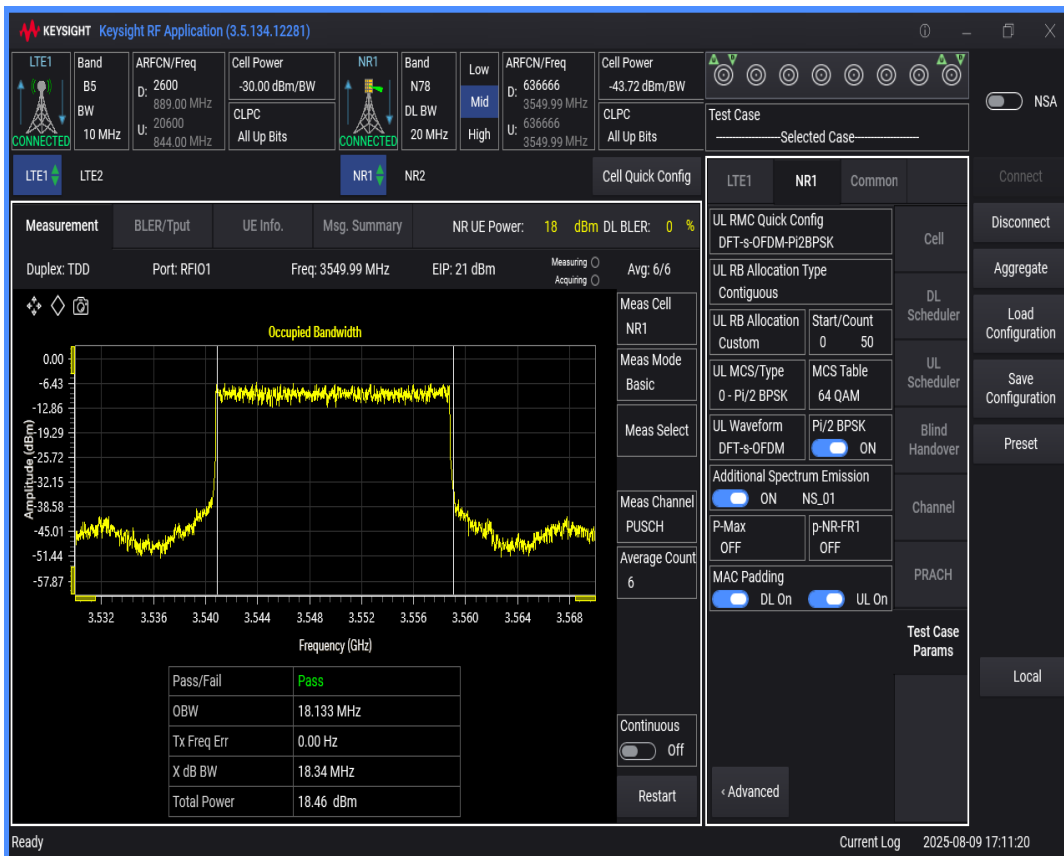 KEYSIGHT Keysight RF Application (3.5.134.12281)
LTE1 Band ARFCN/Freq Cell Power NR1 Band Low ARFCN/Freq Cell Power
B5 D: 2600 -30.00 dBm/BW N78 D: 636666 -43.72 dBm/BW
889.00 MHz Mid 3549.99 MHz
BW U: 20600 CLPC DL BW U: 636666 CLPC
CONNECTED 10 MHz 844.00 MHz All Up Bits CONNECTED 20 MHz High 3549.99 MHz All Up Bits
NSA
Test Case
Selected Case
LTE1 LTE2 NR1 NR2 Cell Quick Config
Measurement BLER/Tput UE Info. Msg. Summary NR UE Power: 18 dBm DL BLER: 0 %
Duplex: TDD Port: RFIO1 Freq: 3549.99 MHz EIP: 21 dBm Measuring Avg: 6/6
Acquiring
Occupied Bandwidth
Amplitude (dBm)
0.00
-6.43
-12.86
-19.29
-25.72
-32.15
-38.58
-45.01
-51.44
-57.87
3.532 3.536 3.540 3.544 3.548 3.552 3.556 3.560 3.564 3.568
Frequency (GHz)
Pass/Fail Pass
OBW 18.133 MHz
Tx Freq Err 0.00 Hz
X dB BW 18.34 MHz
Total Power 18.46 dBm
Meas Cell
NR1
Meas Mode
Basic
Meas Select
Meas Channel
PUSCH
Average Count
6
Continuous
Off
Restart
LTE1 NR1 Common
UL RMC Quick Config
DFT-s-OFDM-Pi2BPSK
UL RB Allocation Type
Contiguous
UL RB Allocation Start/Count
Custom 0 50
UL MCS/Type MCS Table
0 - Pi/2 BPSK 64 QAM
UL Waveform Pi/2 BPSK
DFT-s-OFDM ON
Additional Spectrum Emission
ON NS_01
P-Max p-NR-FR1
OFF OFF
MAC Padding
DL On UL On
‹ Advanced
Cell
DL
Scheduler
UL
Scheduler
Blind
Handover
Channel
PRACH
Test Case
Params
Connect
Disconnect
Aggregate
Load
Configuration
Save
Configuration
Preset
Local
Ready Current Log 2025-08-09 17:11:20